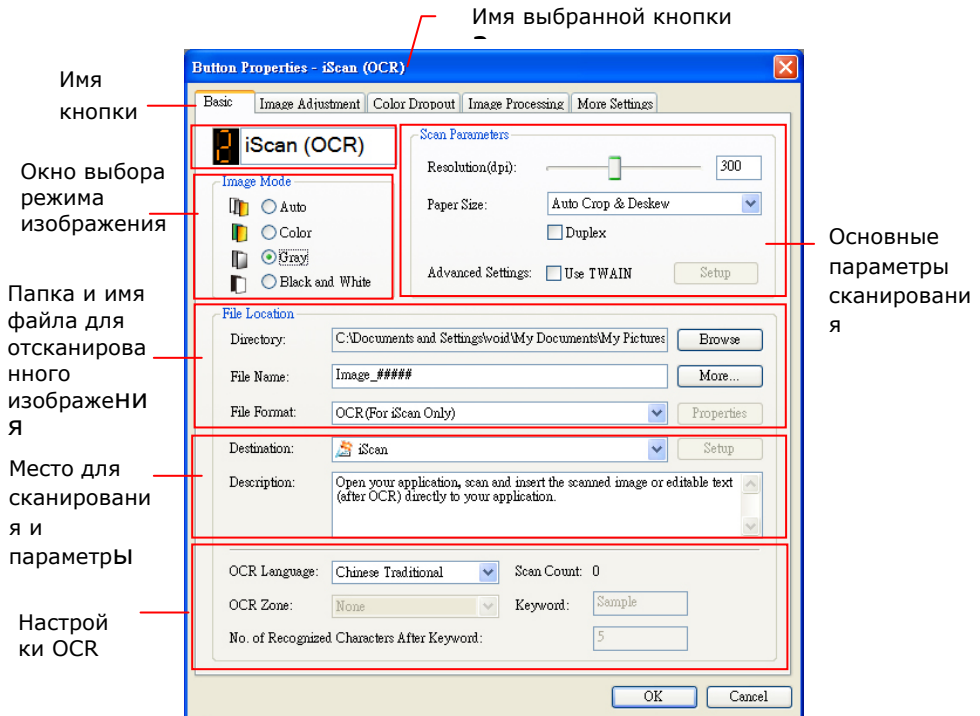 Имя выбранной кнопки
Button Properties - iScan (OCR)
Имя
кнопки
Basic Image Adjustment Color Dropout Image Processing More Settings
2 iScan (OCR)
Scan Parameters
Resolution(dpi): 300
Paper Size: Auto Crop & Deskew
Duplex
Advanced Settings: Use TWAIN Setup
Окно выбора
режима
изображения
Image Mode
Auto
Color
Gray
Black and White
Основные
параметры
сканировани
я
Папка и имя
файла для
отсканирова
нного
изображени
я
File Location
Directory: C:\Documents and Settings\void\My Documents\My Pictures Browse
File Name: Image_##### More...
File Format: OCR(For iScan Only) Properties
Место для
сканировани
я и
параметры
Destination: iScan Setup
Description: Open your application, scan and insert the scanned image or editable text
(after OCR) directly to your application.
Настрой
ки OCR
OCR Language: Chinese Traditional Scan Count: 0
OCR Zone: None Keyword: Sample
No. of Recognized Characters After Keyword: 5
OK Cancel